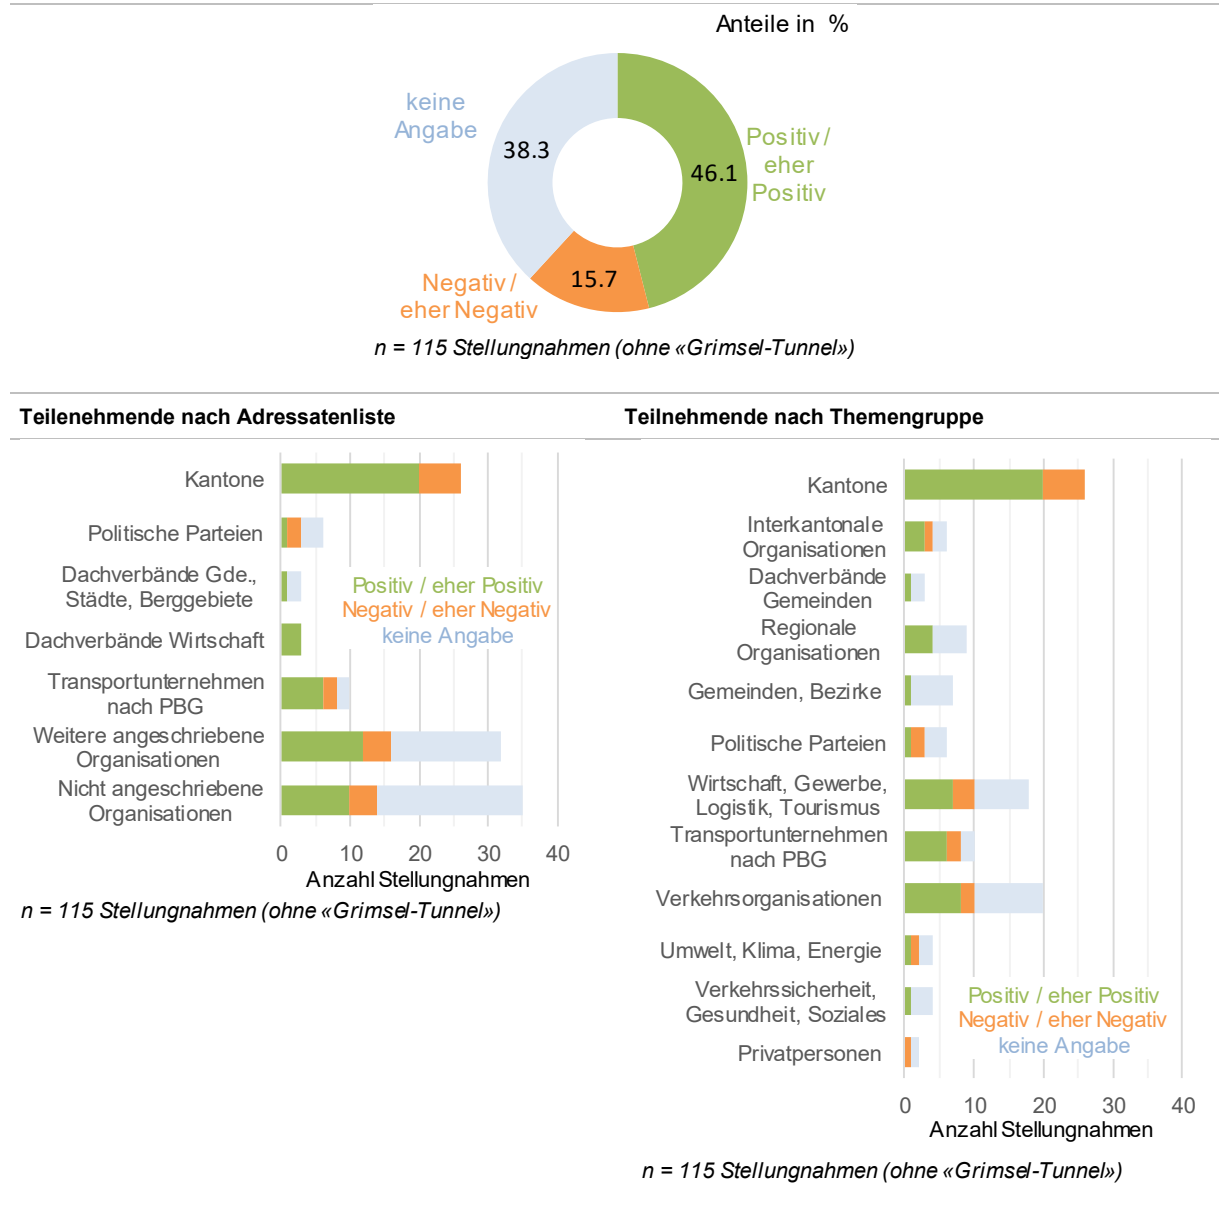 Anteile in %
keine
Angabe
38.3
Positiv /
eher
Positiv
46.1
Negativ /
eher Negativ
15.7
n = 115 Stellungnahmen (ohne «Grimsel-Tunnel»)
Teilenehmende nach Adressatenliste
Kantone
Politische Parteien
Dachverbände Gde.,
Städte, Berggebiete
Dachverbände Wirtschaft
Transportunternehmen
nach PBG
Weitere angeschriebene
Organisationen
Nicht angeschriebene
Organisationen
Positiv / eher Positiv
Negativ / eher Negativ
keine Angabe
0 10 20 30 40
Anzahl Stellungnahmen
n = 115 Stellungnahmen (ohne «Grimsel-Tunnel»)
Teilnehmende nach Themengruppe
Kantone
Interkantonale
Organisationen
Dachverbände
Gemeinden
Regionale
Organisationen
Gemeinden, Bezirke
Politische Parteien
Wirtschaft, Gewerbe,
Logistik, Tourismus
Transportunternehmen
nach PBG
Verkehrsorganisationen
Umwelt, Klima, Energie
Verkehrssicherheit,
Gesundheit, Soziales
Privatpersonen
Positiv / eher Positiv
Negativ / eher Negativ
keine Angabe
0 10 20 30 40
Anzahl Stellungnahmen
n = 115 Stellungnahmen (ohne «Grimsel-Tunnel»)